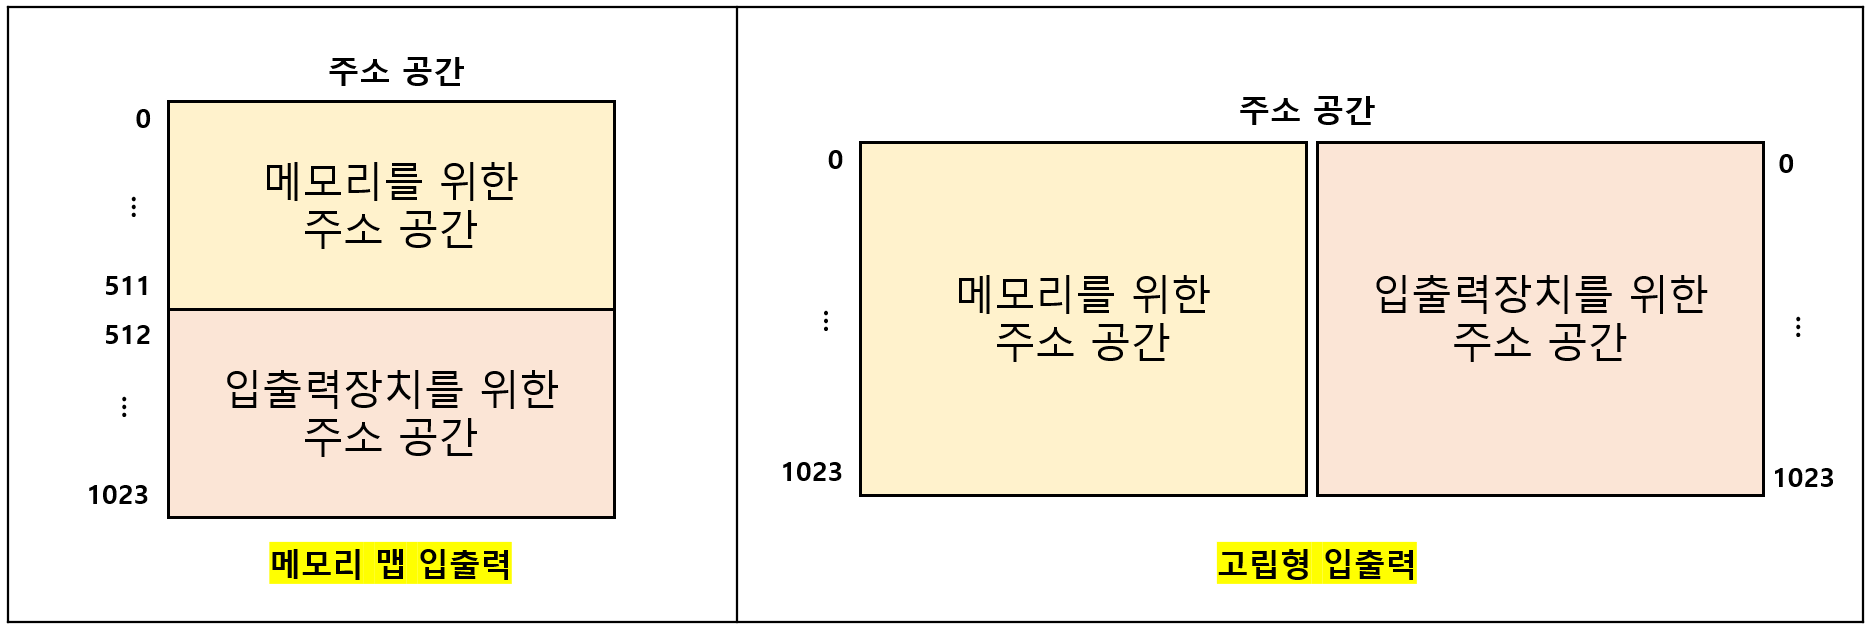 주소 공간
0
메모리를 위한
주소 공간
⋮
511
512
입출력장치를 위한
주소 공간
⋮
1023
메모리 맵 입출력
주소 공간
0
0
메모리를 위한
주소 공간
입출력장치를 위한
주소 공간
⋮
⋮
1023
1023
고립형 입출력